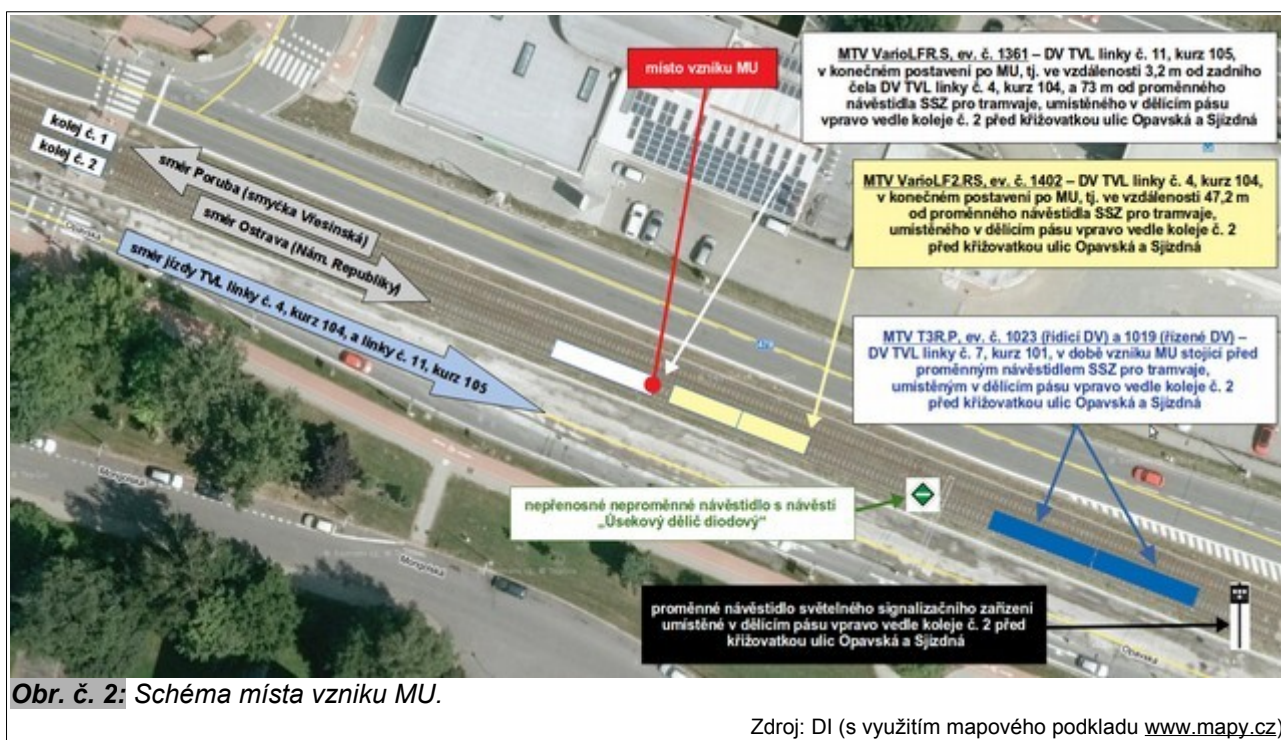 místo vzniku MU
MTV VarioLFR.S, ev. č. 1361 – DV TVL linky č. 11, kurz 105,
v konečném postavení po MU, tj. ve vzdálenosti 3,2 m od zadního
čela DV TVL linky č. 4, kurz 104, a 73 m od proměnného
návěstidla SSZ pro tramvaje, umístěného v dělícím pásu
vpravo vedle koleje č. 2 před křižovatkou ulic Opavská a Sjízdná
kolej č. 1
kolej č. 2
směr Poruba (smyčka Vřesinská)
směr Ostrava (Nám. Republiky)
směr jízdy TVL linky č. 4, kurz 104, a linky č. 11, kurz 105
MTV VarioLF2.RS, ev. č. 1402 – DV TVL linky č. 4, kurz 104,
v konečném postavení po MU, tj. ve vzdálenosti 47,2 m
od proměnného návěstidla SSZ pro tramvaje,
umístěného v dělícím pásu vpravo vedle koleje č. 2
před křižovatkou ulic Opavská a Sjízdná
MTV T3R.P, ev. č. 1023 (řídicí DV) a 1019 (řízené DV) –
DV TVL linky č. 7, kurz 101, v době vzniku MU stojící před
proměnným návěstidlem SSZ pro tramvaje,
umístěným v dělícím pásu vpravo vedle koleje č. 2
před křižovatkou ulic Opavská a Sjízdná
Opavská
479
nepřenosné neproměnné návěstidlo s návěstí
„Úsekový dělič diodový"
Mongolská
Mongolská
proměnné návěstidlo světelného signalizačního zařízení
umístěné v dělícím pásu vpravo vedle koleje č. 2 před
křižovatkou ulic Opavská a Sjízdná
Opavská
Obr. č. 2: Schéma místa vzniku MU.
Zdroj: DI (s využitím mapového podkladu www.mapy.cz)